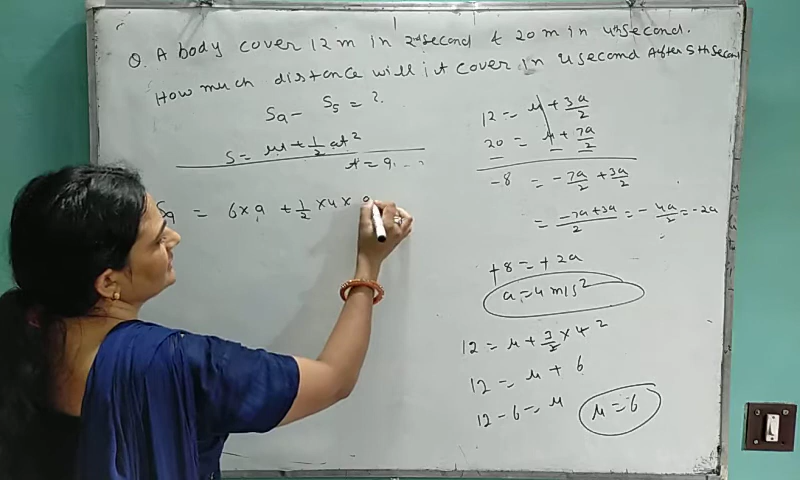 Q. A body cover 12 m in 2nd second & 20 m in 4th second.
How much distance will it cover in 4 second After 5th second
S9 - S5 = ?
S = ut + 1/2 at²
t = 9
S9 = 6×9 + 1/2 ×4×
12 = u + 3a/2
20 = u + 7a/2
-8 = -7a/2 + 3a/2
= -7a+3a/2 = - 4a/2 = -2a
+8 = +2a
a = 4 m/s²
12 = u + 3/2 × 4 2
12 = u + 6
12 - 6 = u
u = 6